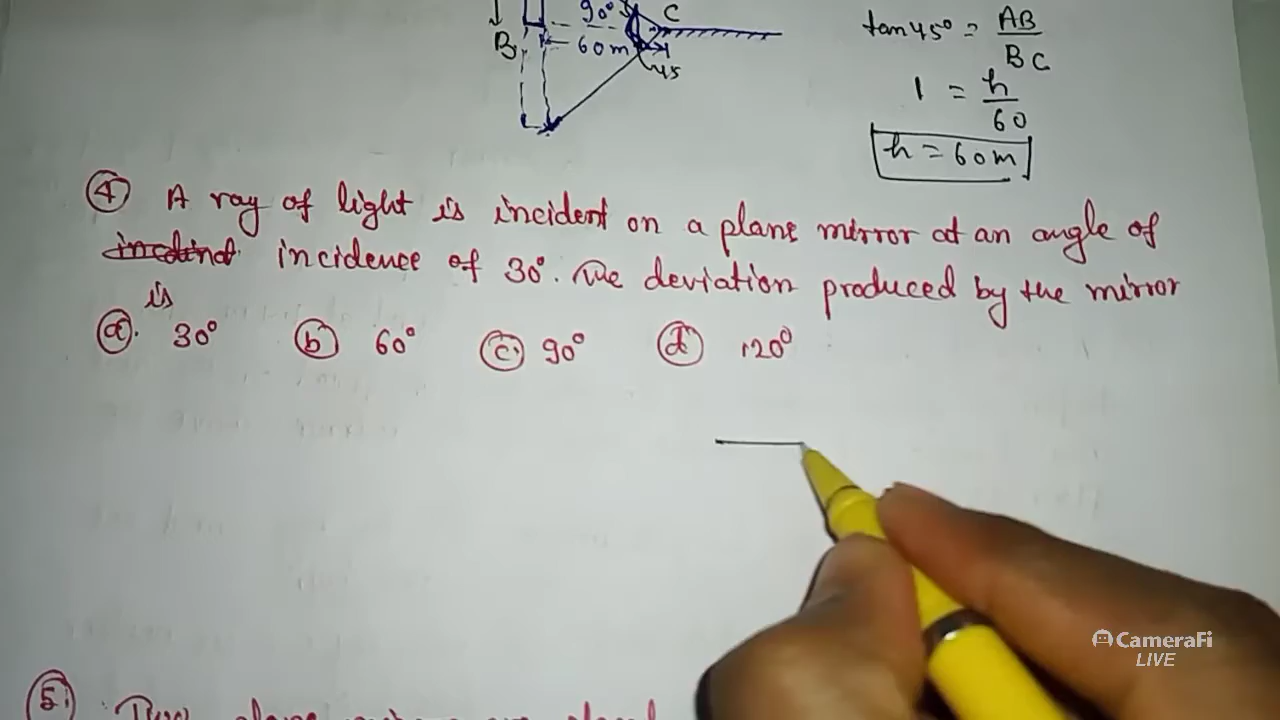 90°
C
tan45° = AB
BC
B
60m
45
1 = h
60
h = 60m
④ A ray of light is incident on a plane mirror at an angle of
incidence of 30°. The deviation produced by the mirror
is
ⓐ. 30° ⓑ 60° ⓒ. 90° ⓓ 120°
CameraFi
LIVE
5. Two plane